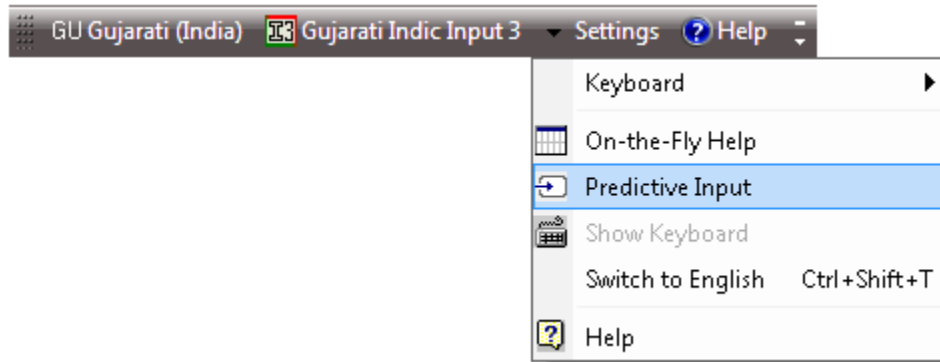 GU Gujarati (India) I3 Gujarati Indic Input 3 Settings ? Help
Keyboard
On-the-Fly Help
Predictive Input
Show Keyboard
Switch to English Ctrl+Shift+T
? Help